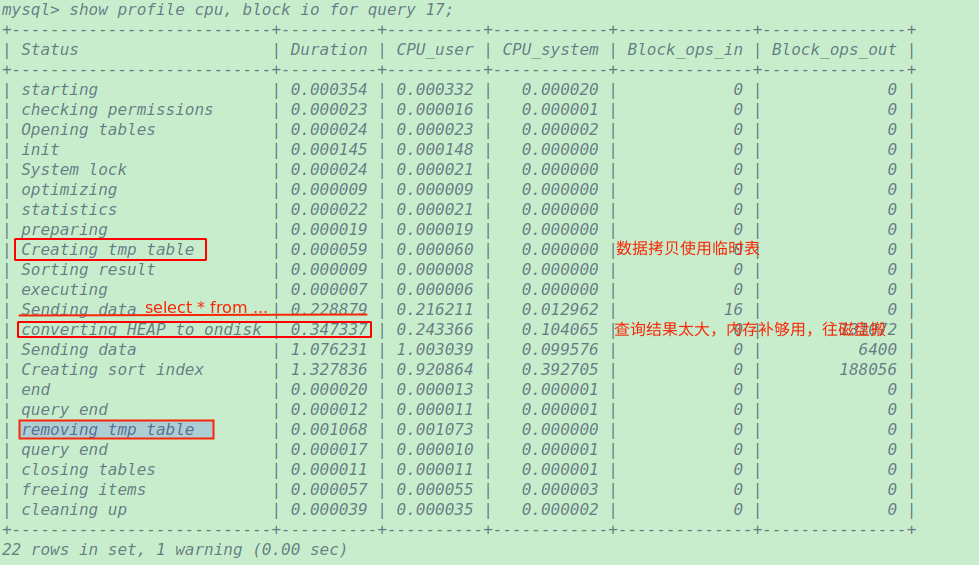 mysql> show profile cpu, block io for query 17;
+---------------------------+----------+----------+------------+--------------+---------------+
| Status | Duration | CPU_user | CPU_system | Block_ops_in | Block_ops_out |
+---------------------------+----------+----------+------------+--------------+---------------+
| starting | 0.000354 | 0.000332 | 0.000020 | 0 | 0 |
| checking permissions | 0.000023 | 0.000016 | 0.000001 | 0 | 0 |
| Opening tables | 0.000024 | 0.000023 | 0.000002 | 0 | 0 |
| init | 0.000145 | 0.000148 | 0.000000 | 0 | 0 |
| System lock | 0.000024 | 0.000021 | 0.000000 | 0 | 0 |
| optimizing | 0.000009 | 0.000009 | 0.000000 | 0 | 0 |
| statistics | 0.000022 | 0.000021 | 0.000000 | 0 | 0 |
| preparing | 0.000019 | 0.000019 | 0.000000 | 0 | 0 |
| Creating tmp table | 0.000059 | 0.000060 | 0.000000 | 数据拷贝使用临时表 0 | 0 |
| Sorting result | 0.000009 | 0.000008 | 0.000000 | 0 | 0 |
| executing | 0.000007 | 0.000006 | 0.000000 | 0 | 0 |
| Sending data select * from ... | 0.228879 | 0.216211 | 0.012962 | 16 | 0 |
| converting HEAP to ondisk | 0.347337 | 0.243366 | 0.104065 | 查询结果太大，内存补够用，往磁盘搬 0 |
| Sending data | 1.076231 | 1.003039 | 0.099576 | 0 | 6400 |
| Creating sort index | 1.327836 | 0.920864 | 0.392705 | 0 | 188056 |
| end | 0.000020 | 0.000013 | 0.000001 | 0 | 0 |
| query end | 0.000012 | 0.000011 | 0.000001 | 0 | 0 |
| removing tmp table | 0.001068 | 0.001073 | 0.000000 | 0 | 0 |
| query end | 0.000017 | 0.000010 | 0.000001 | 0 | 0 |
| closing tables | 0.000011 | 0.000011 | 0.000001 | 0 | 0 |
| freeing items | 0.000057 | 0.000055 | 0.000003 | 0 | 0 |
| cleaning up | 0.000039 | 0.000035 | 0.000002 | 0 | 0 |
+---------------------------+----------+----------+------------+--------------+---------------+
22 rows in set, 1 warning (0.00 sec)